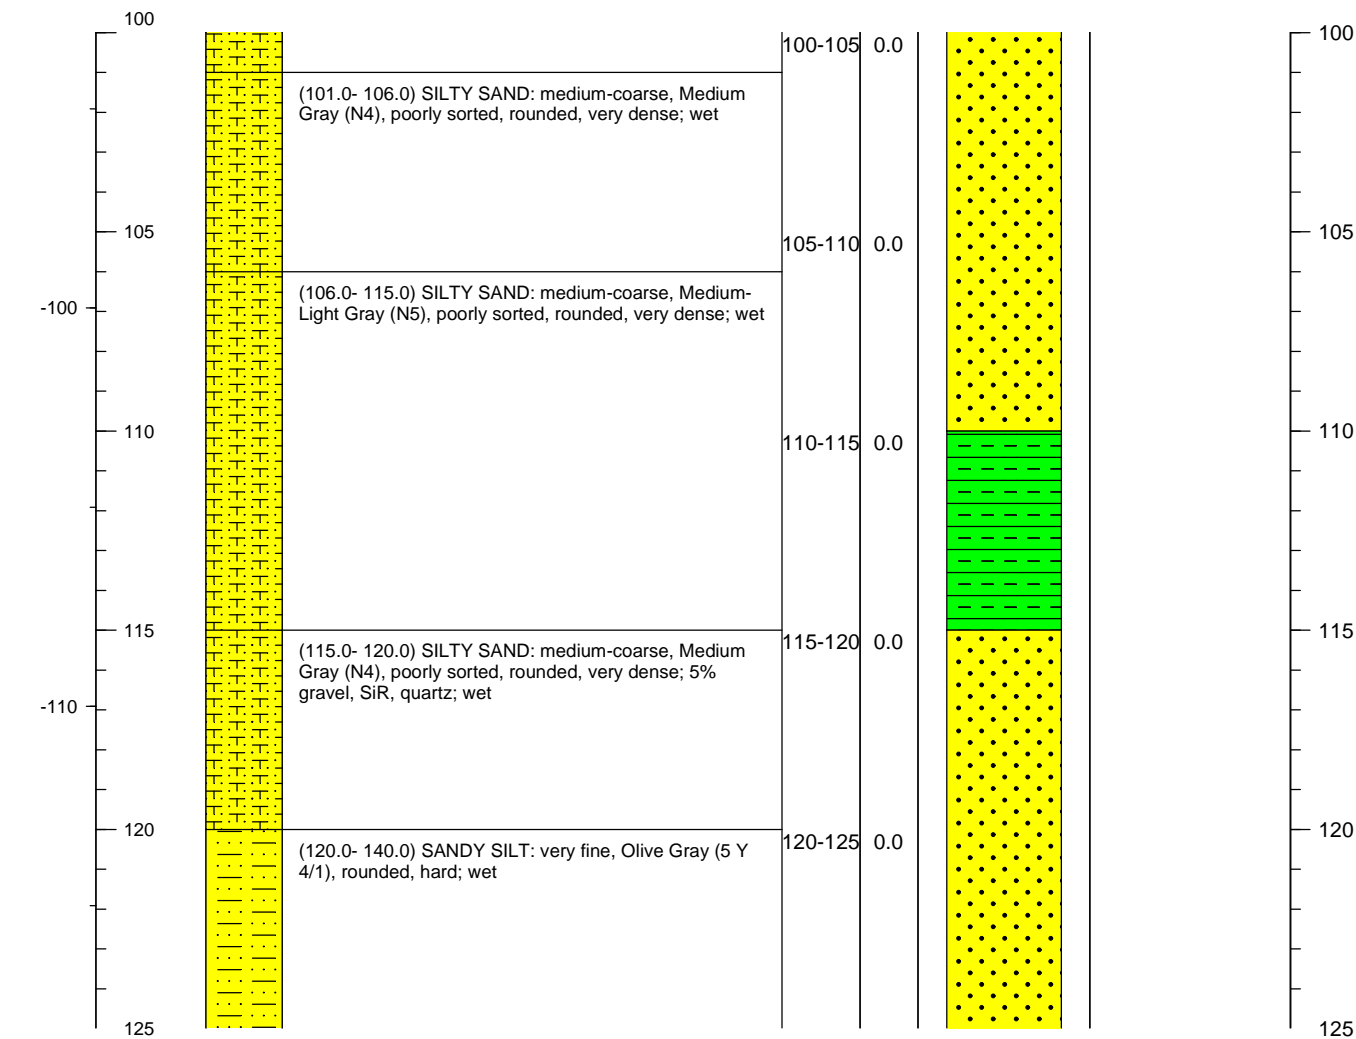 100
100-105 0.0
100
(101.0- 106.0) SILTY SAND: medium-coarse, Medium
Gray (N4), poorly sorted, rounded, very dense; wet
105
105-110 0.0
105
(106.0- 115.0) SILTY SAND: medium-coarse, Medium-
Light Gray (N5), poorly sorted, rounded, very dense; wet
-100
110
110-115 0.0
110
115
115-120 0.0
115
(115.0- 120.0) SILTY SAND: medium-coarse, Medium
Gray (N4), poorly sorted, rounded, very dense; 5%
gravel, SiR, quartz; wet
-110
120
120-125 0.0
120
(120.0- 140.0) SANDY SILT: very fine, Olive Gray (5 Y
4/1), rounded, hard; wet
125
125